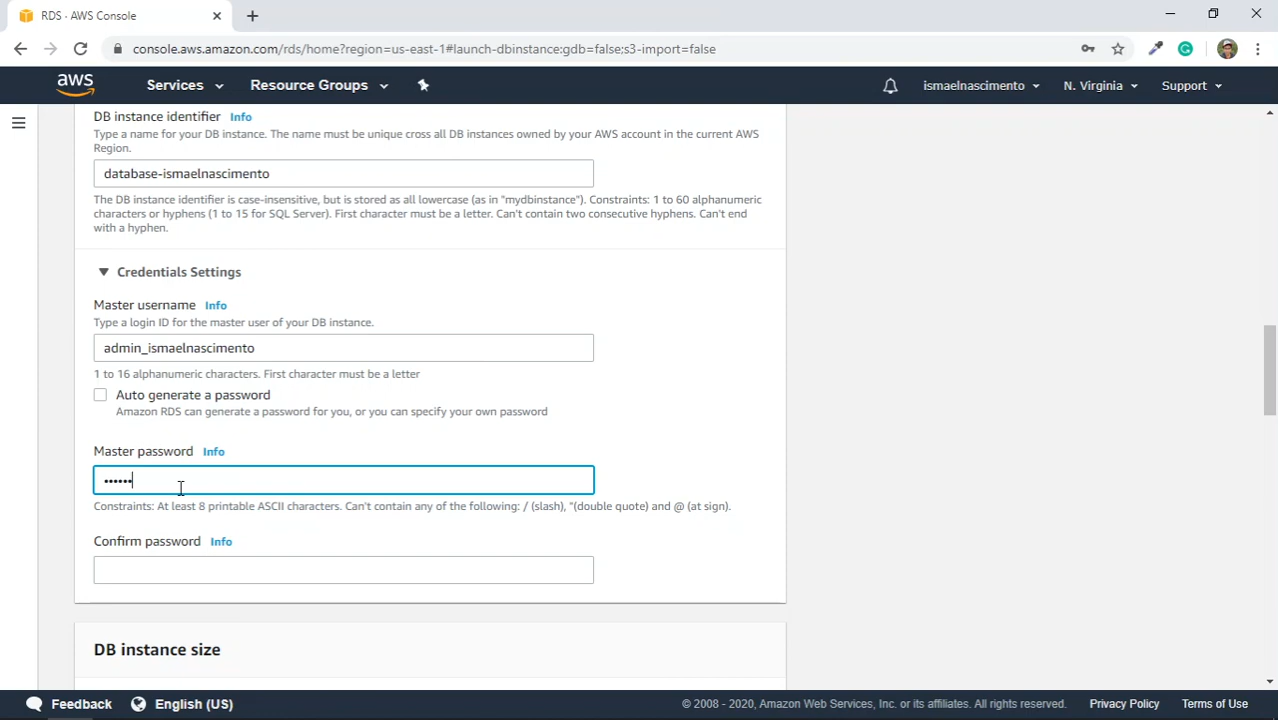 RDS · AWS Console
console.aws.amazon.com/rds/home?region=us-east-1#launch-dbinstance:gdb=false;s3-import=false
aws Services Resource Groups ismaelnascimento N. Virginia Support
DB instance identifier Info
Type a name for your DB instance. The name must be unique cross all DB instances owned by your AWS account in the current AWS
Region.
database-ismaelnascimento
The DB instance identifier is case-insensitive, but is stored as all lowercase (as in "mydbinstance"). Constraints: 1 to 60 alphanumeric
characters or hyphens (1 to 15 for SQL Server). First character must be a letter. Can't contain two consecutive hyphens. Can't end
with a hyphen.
Credentials Settings
Master username Info
Type a login ID for the master user of your DB instance.
admin_ismaelnascimento
1 to 16 alphanumeric characters. First character must be a letter
Auto generate a password
Amazon RDS can generate a password for you, or you can specify your own password
Master password Info
••••••
Constraints: At least 8 printable ASCII characters. Can't contain any of the following: / (slash), "(double quote) and @ (at sign).
Confirm password Info
DB instance size
Feedback English (US) © 2008 - 2020, Amazon Web Services, Inc. or its affiliates. All rights reserved. Privacy Policy Terms of Use